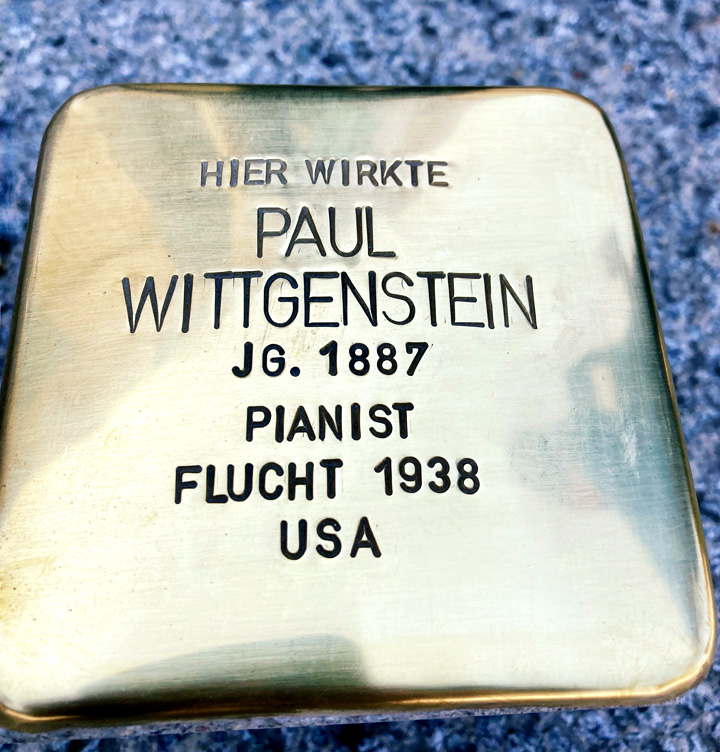 HIER WIRKTE
PAUL
WITTGENSTEIN
JG. 1887
PIANIST
FLUCHT 1938
USA